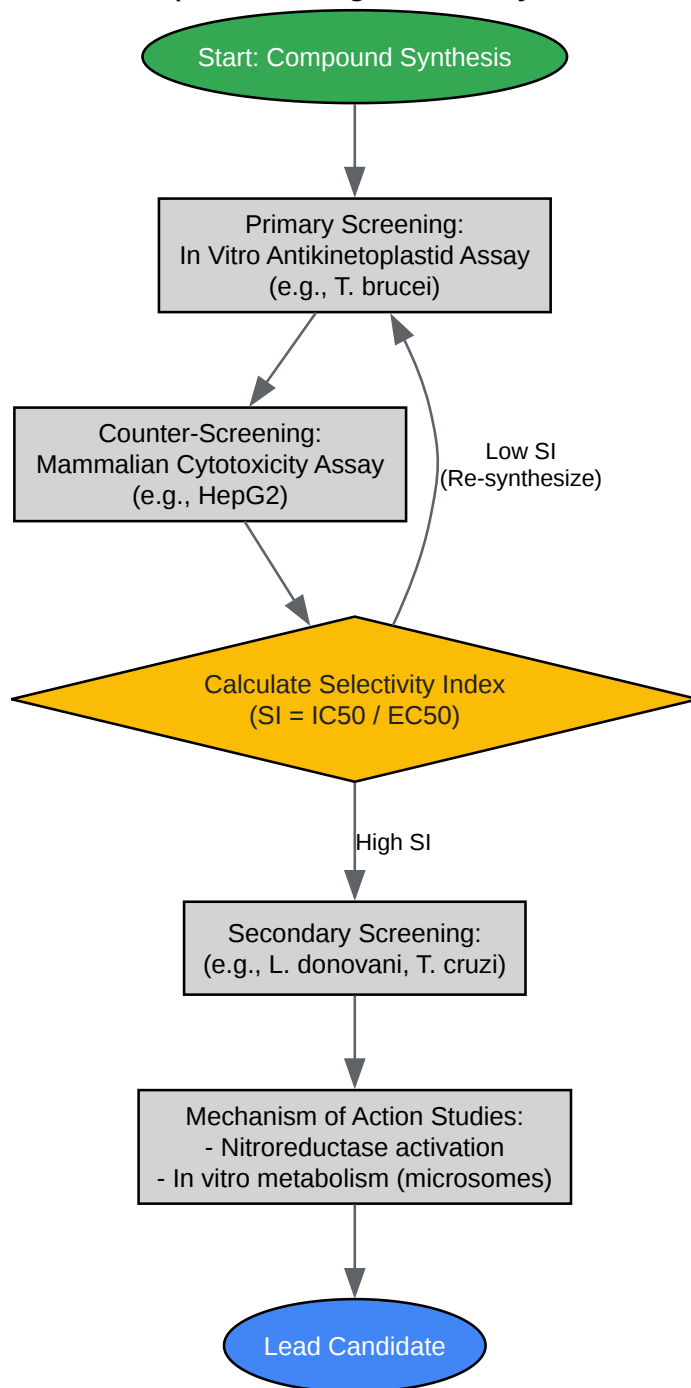 Start: Compound Synthesis
Primary Screening:
In Vitro Antikinetoplastid Assay
(e.g., T. brucei)
Counter-Screening:
Mammalian Cytotoxicity Assay
(e.g., HepG2)
Low SI
(Re-synthesize)
Calculate Selectivity Index
(SI = IC50 / EC50)
High SI
Secondary Screening:
(e.g., L. donovani, T. cruzi)
Mechanism of Action Studies:
- Nitroreductase activation
- In vitro metabolism (microsomes)
Lead Candidate